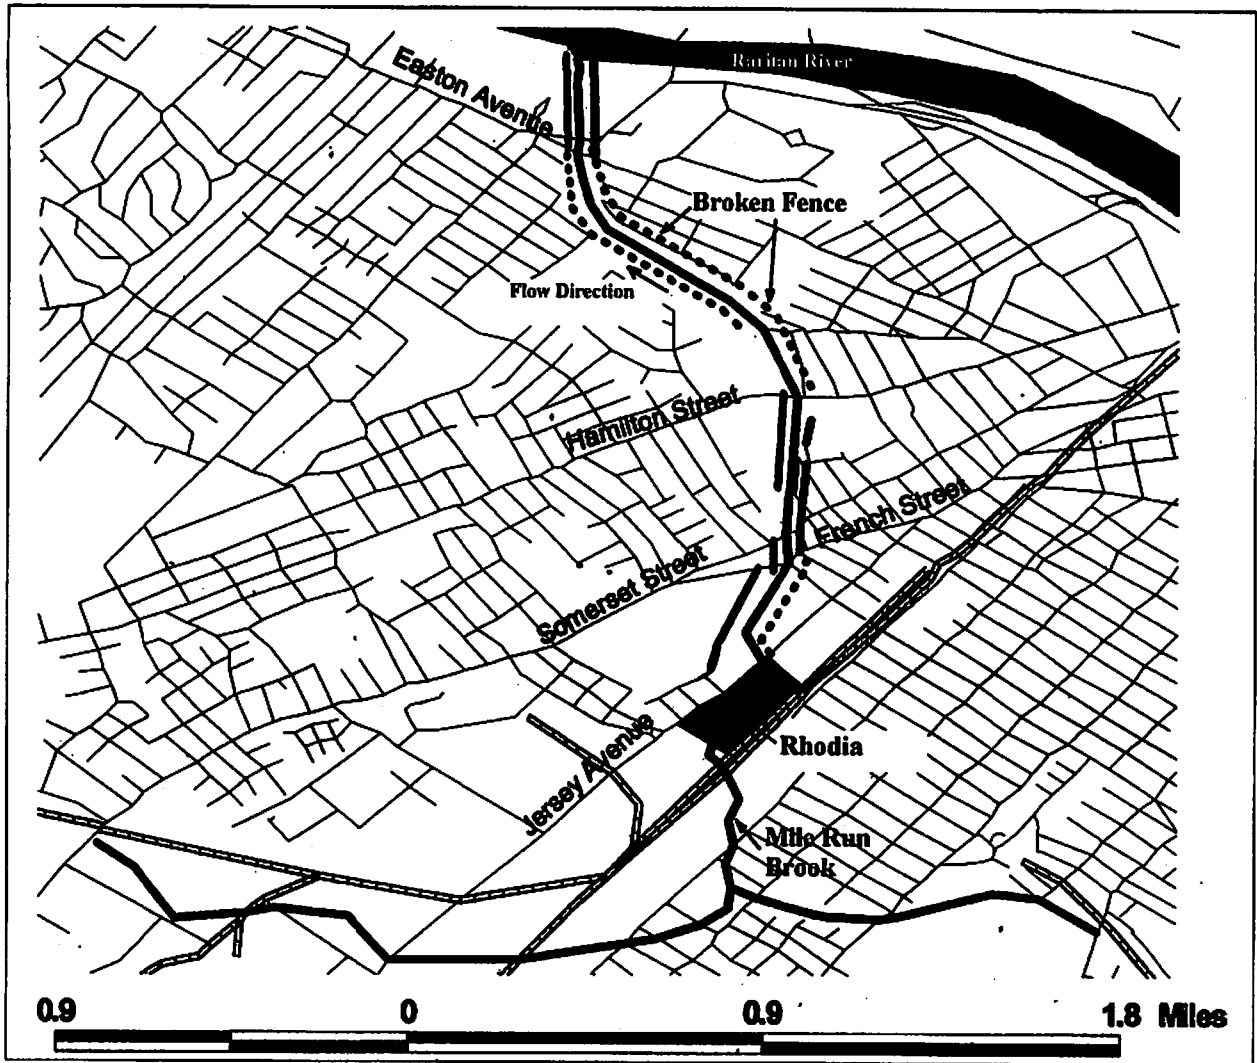 Raritan River
Easton Avenue
Broken Fence
Flow Direction
Hamilton Street
French Street
Somerset Street
Rhodia
Jersey Avenue
Mile Run
Brook
0.9 0 0.9 1.8 Miles